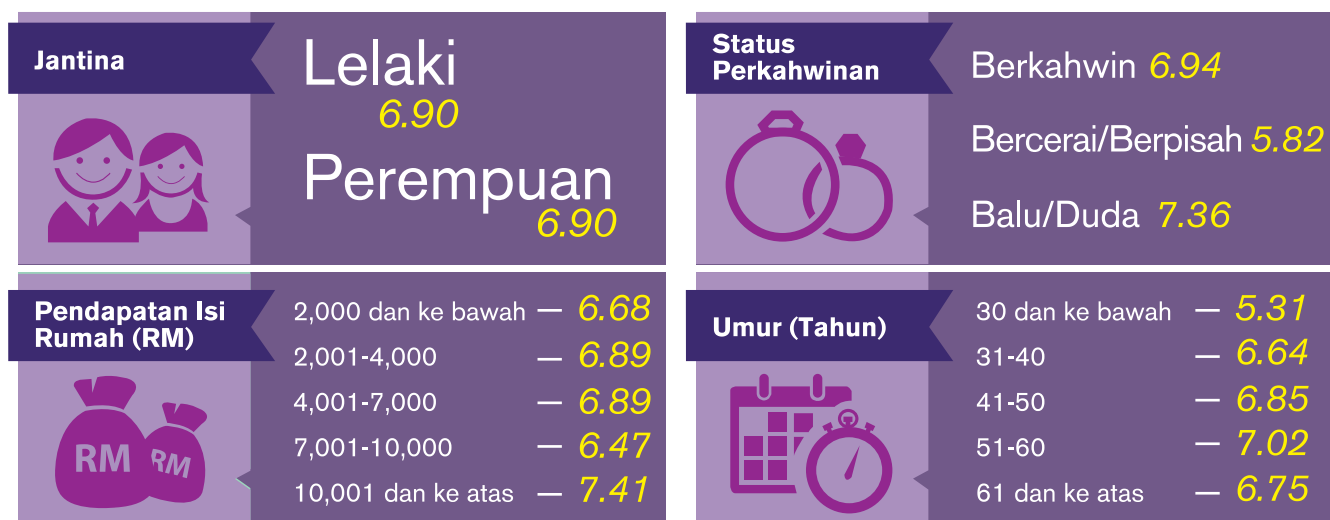 Jantina
Lelaki
6.90
Perempuan
6.90
Status
Perkahwinan
Berkahwin 6.94
Bercerai/Berpisah 5.82
Balu/Duda 7.36
Pendapatan Isi
Rumah (RM)
RM RM
2,000 dan ke bawah — 6.68
2,001-4,000 — 6.89
4,001-7,000 — 6.89
7,001-10,000 — 6.47
10,001 dan ke atas — 7.41
Umur (Tahun)
30 dan ke bawah — 5.31
31-40 — 6.64
41-50 — 6.85
51-60 — 7.02
61 dan ke atas — 6.75